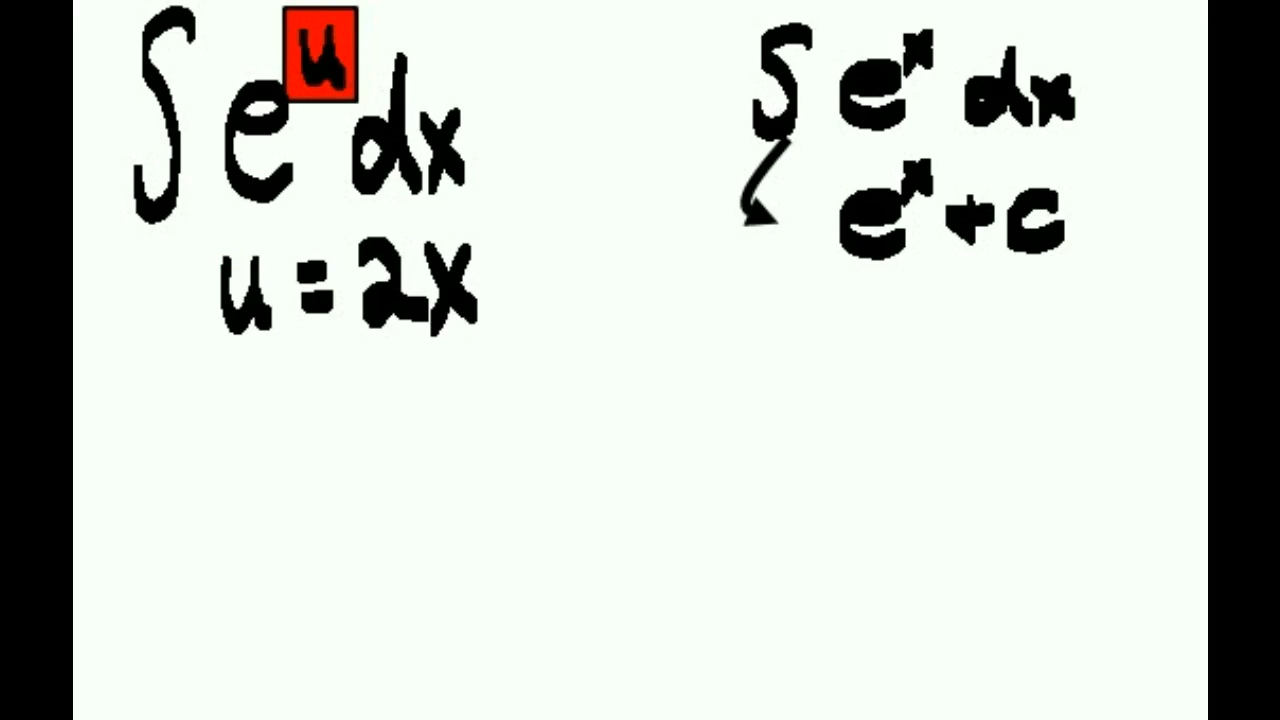 ∫ e^u dx
u = 2x
∫ e^x dx
e^x + c